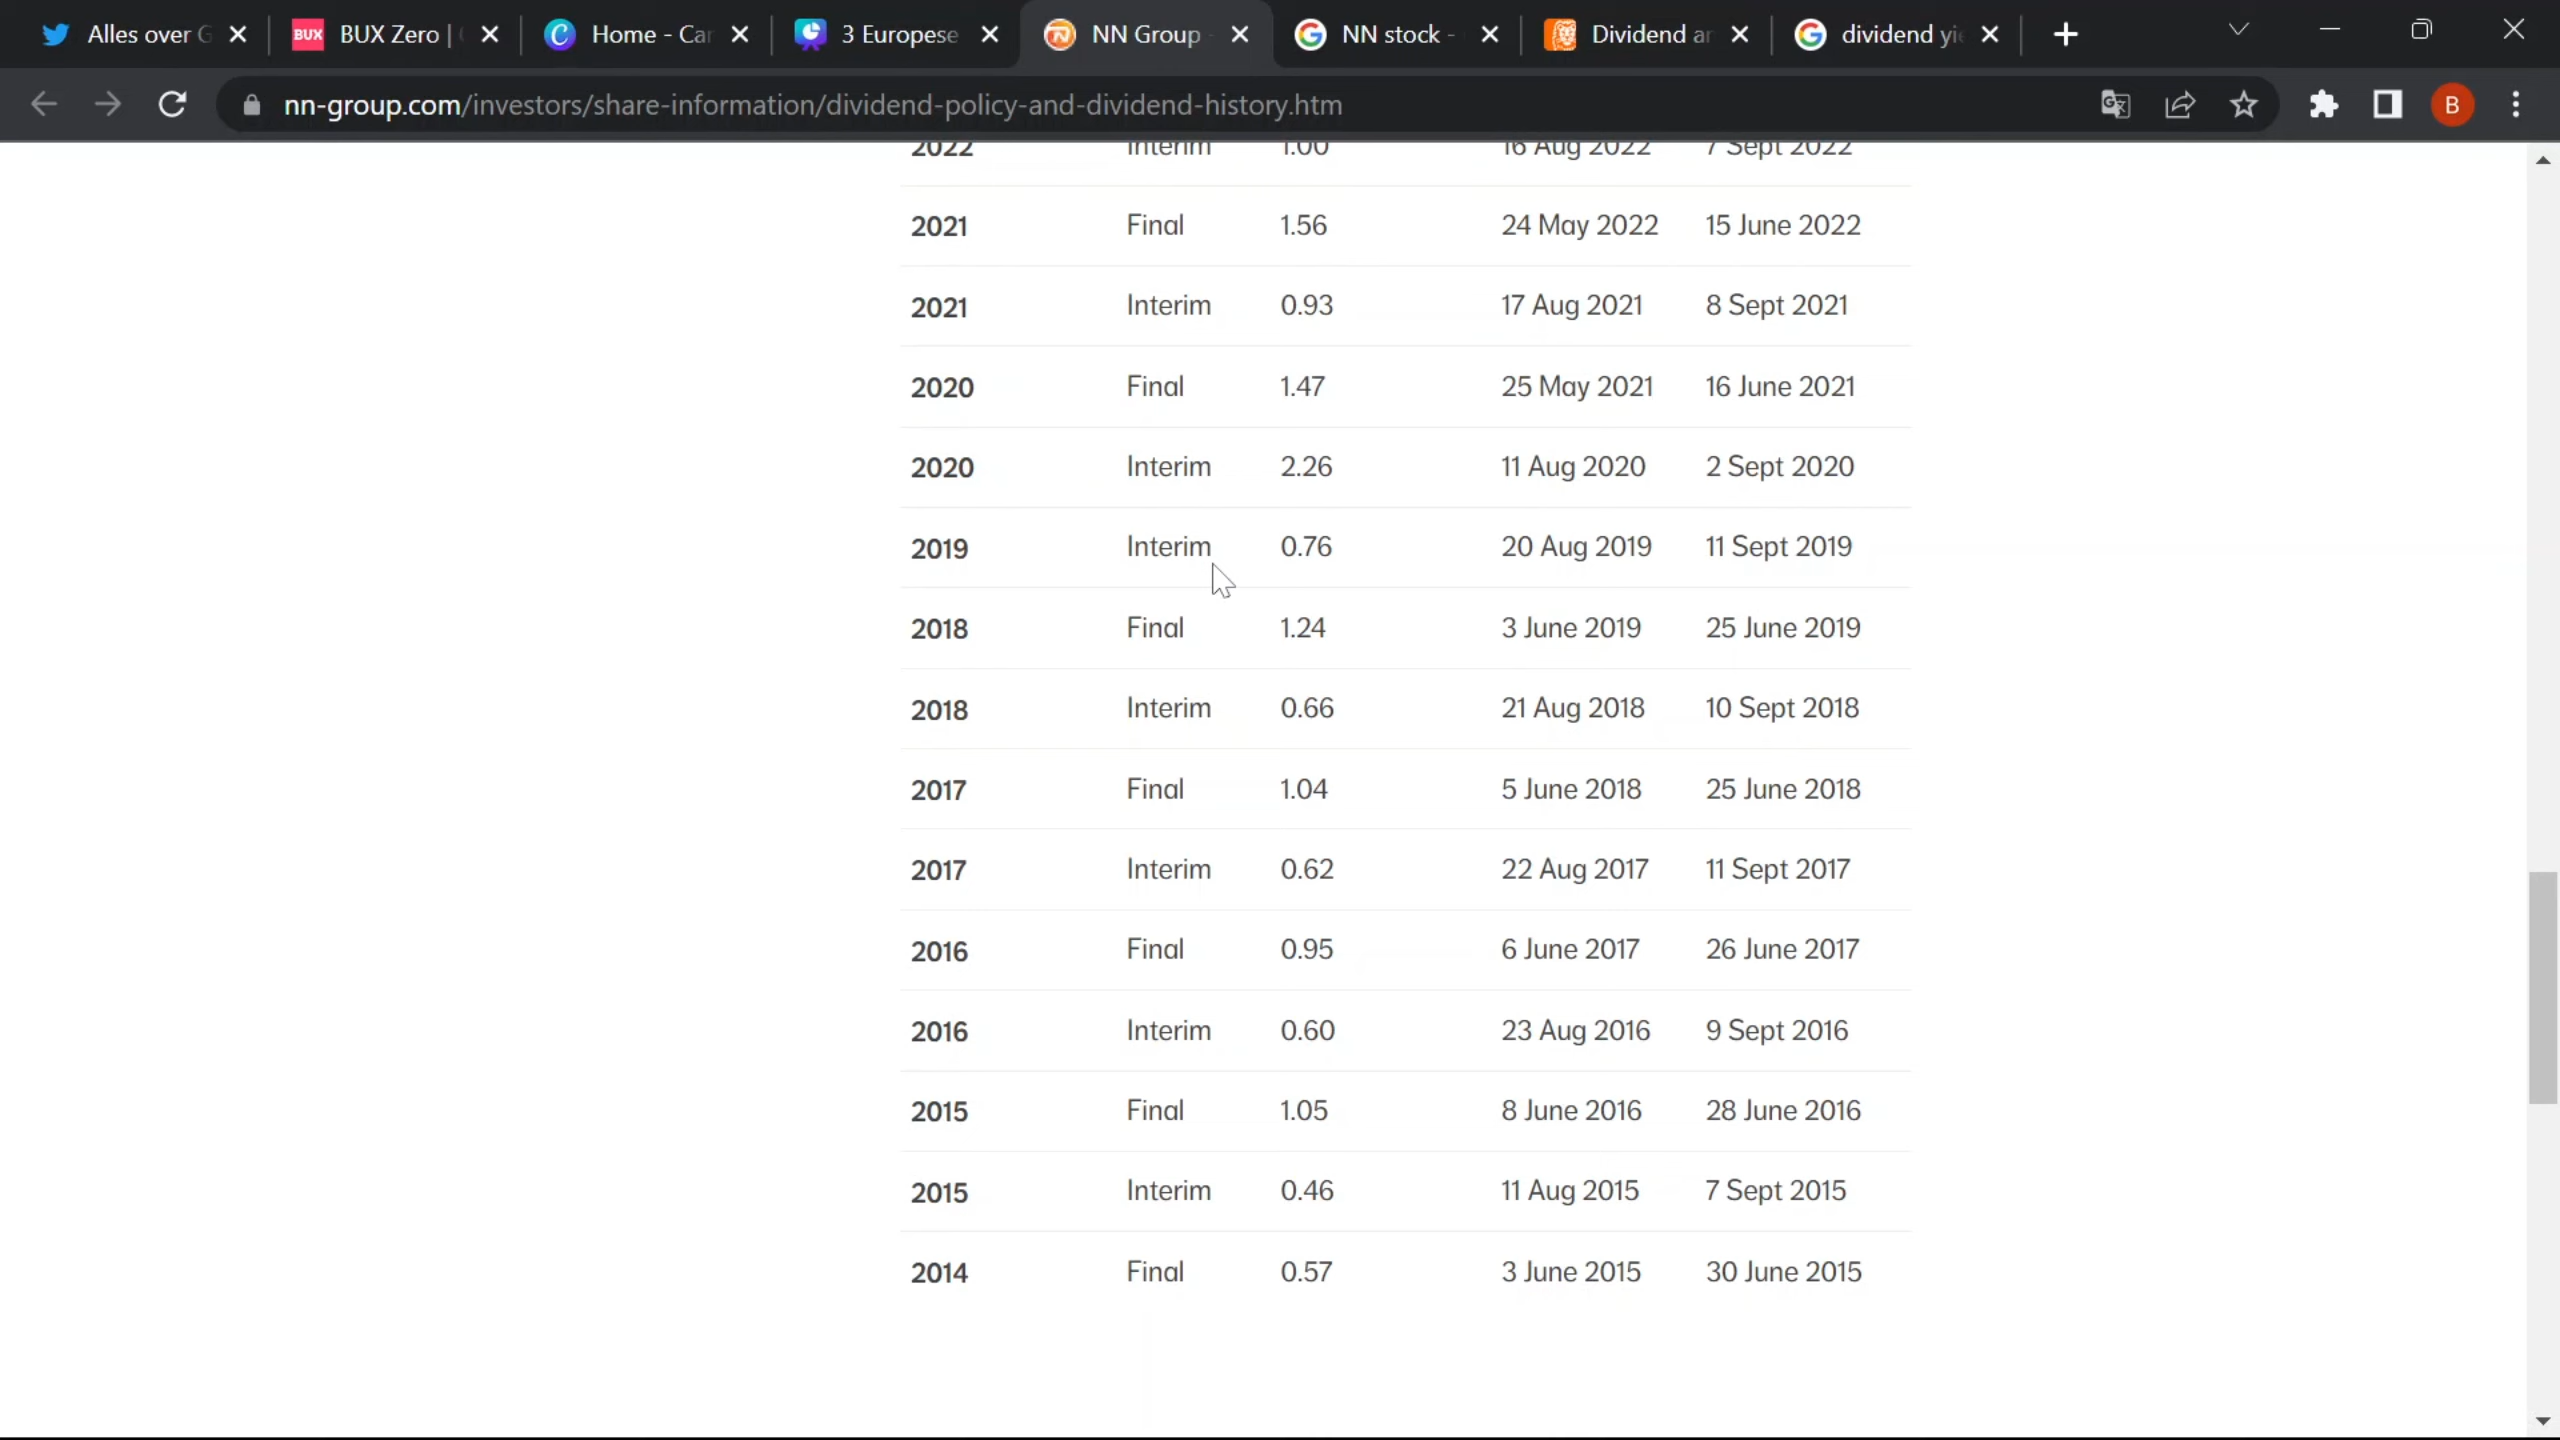 Alles over G
BUX
BUX Zero |
Home - Car
3 Europese
NN Group -
NN stock -
Dividend ar
dividend yi
nn-group.com/investors/share-information/dividend-policy-and-dividend-history.htm
B
2022 Interim 1.00 16 Aug 2022 7 Sept 2022
2021 Final 1.56 24 May 2022 15 June 2022
2021 Interim 0.93 17 Aug 2021 8 Sept 2021
2020 Final 1.47 25 May 2021 16 June 2021
2020 Interim 2.26 11 Aug 2020 2 Sept 2020
2019 Interim 0.76 20 Aug 2019 11 Sept 2019
2018 Final 1.24 3 June 2019 25 June 2019
2018 Interim 0.66 21 Aug 2018 10 Sept 2018
2017 Final 1.04 5 June 2018 25 June 2018
2017 Interim 0.62 22 Aug 2017 11 Sept 2017
2016 Final 0.95 6 June 2017 26 June 2017
2016 Interim 0.60 23 Aug 2016 9 Sept 2016
2015 Final 1.05 8 June 2016 28 June 2016
2015 Interim 0.46 11 Aug 2015 7 Sept 2015
2014 Final 0.57 3 June 2015 30 June 2015